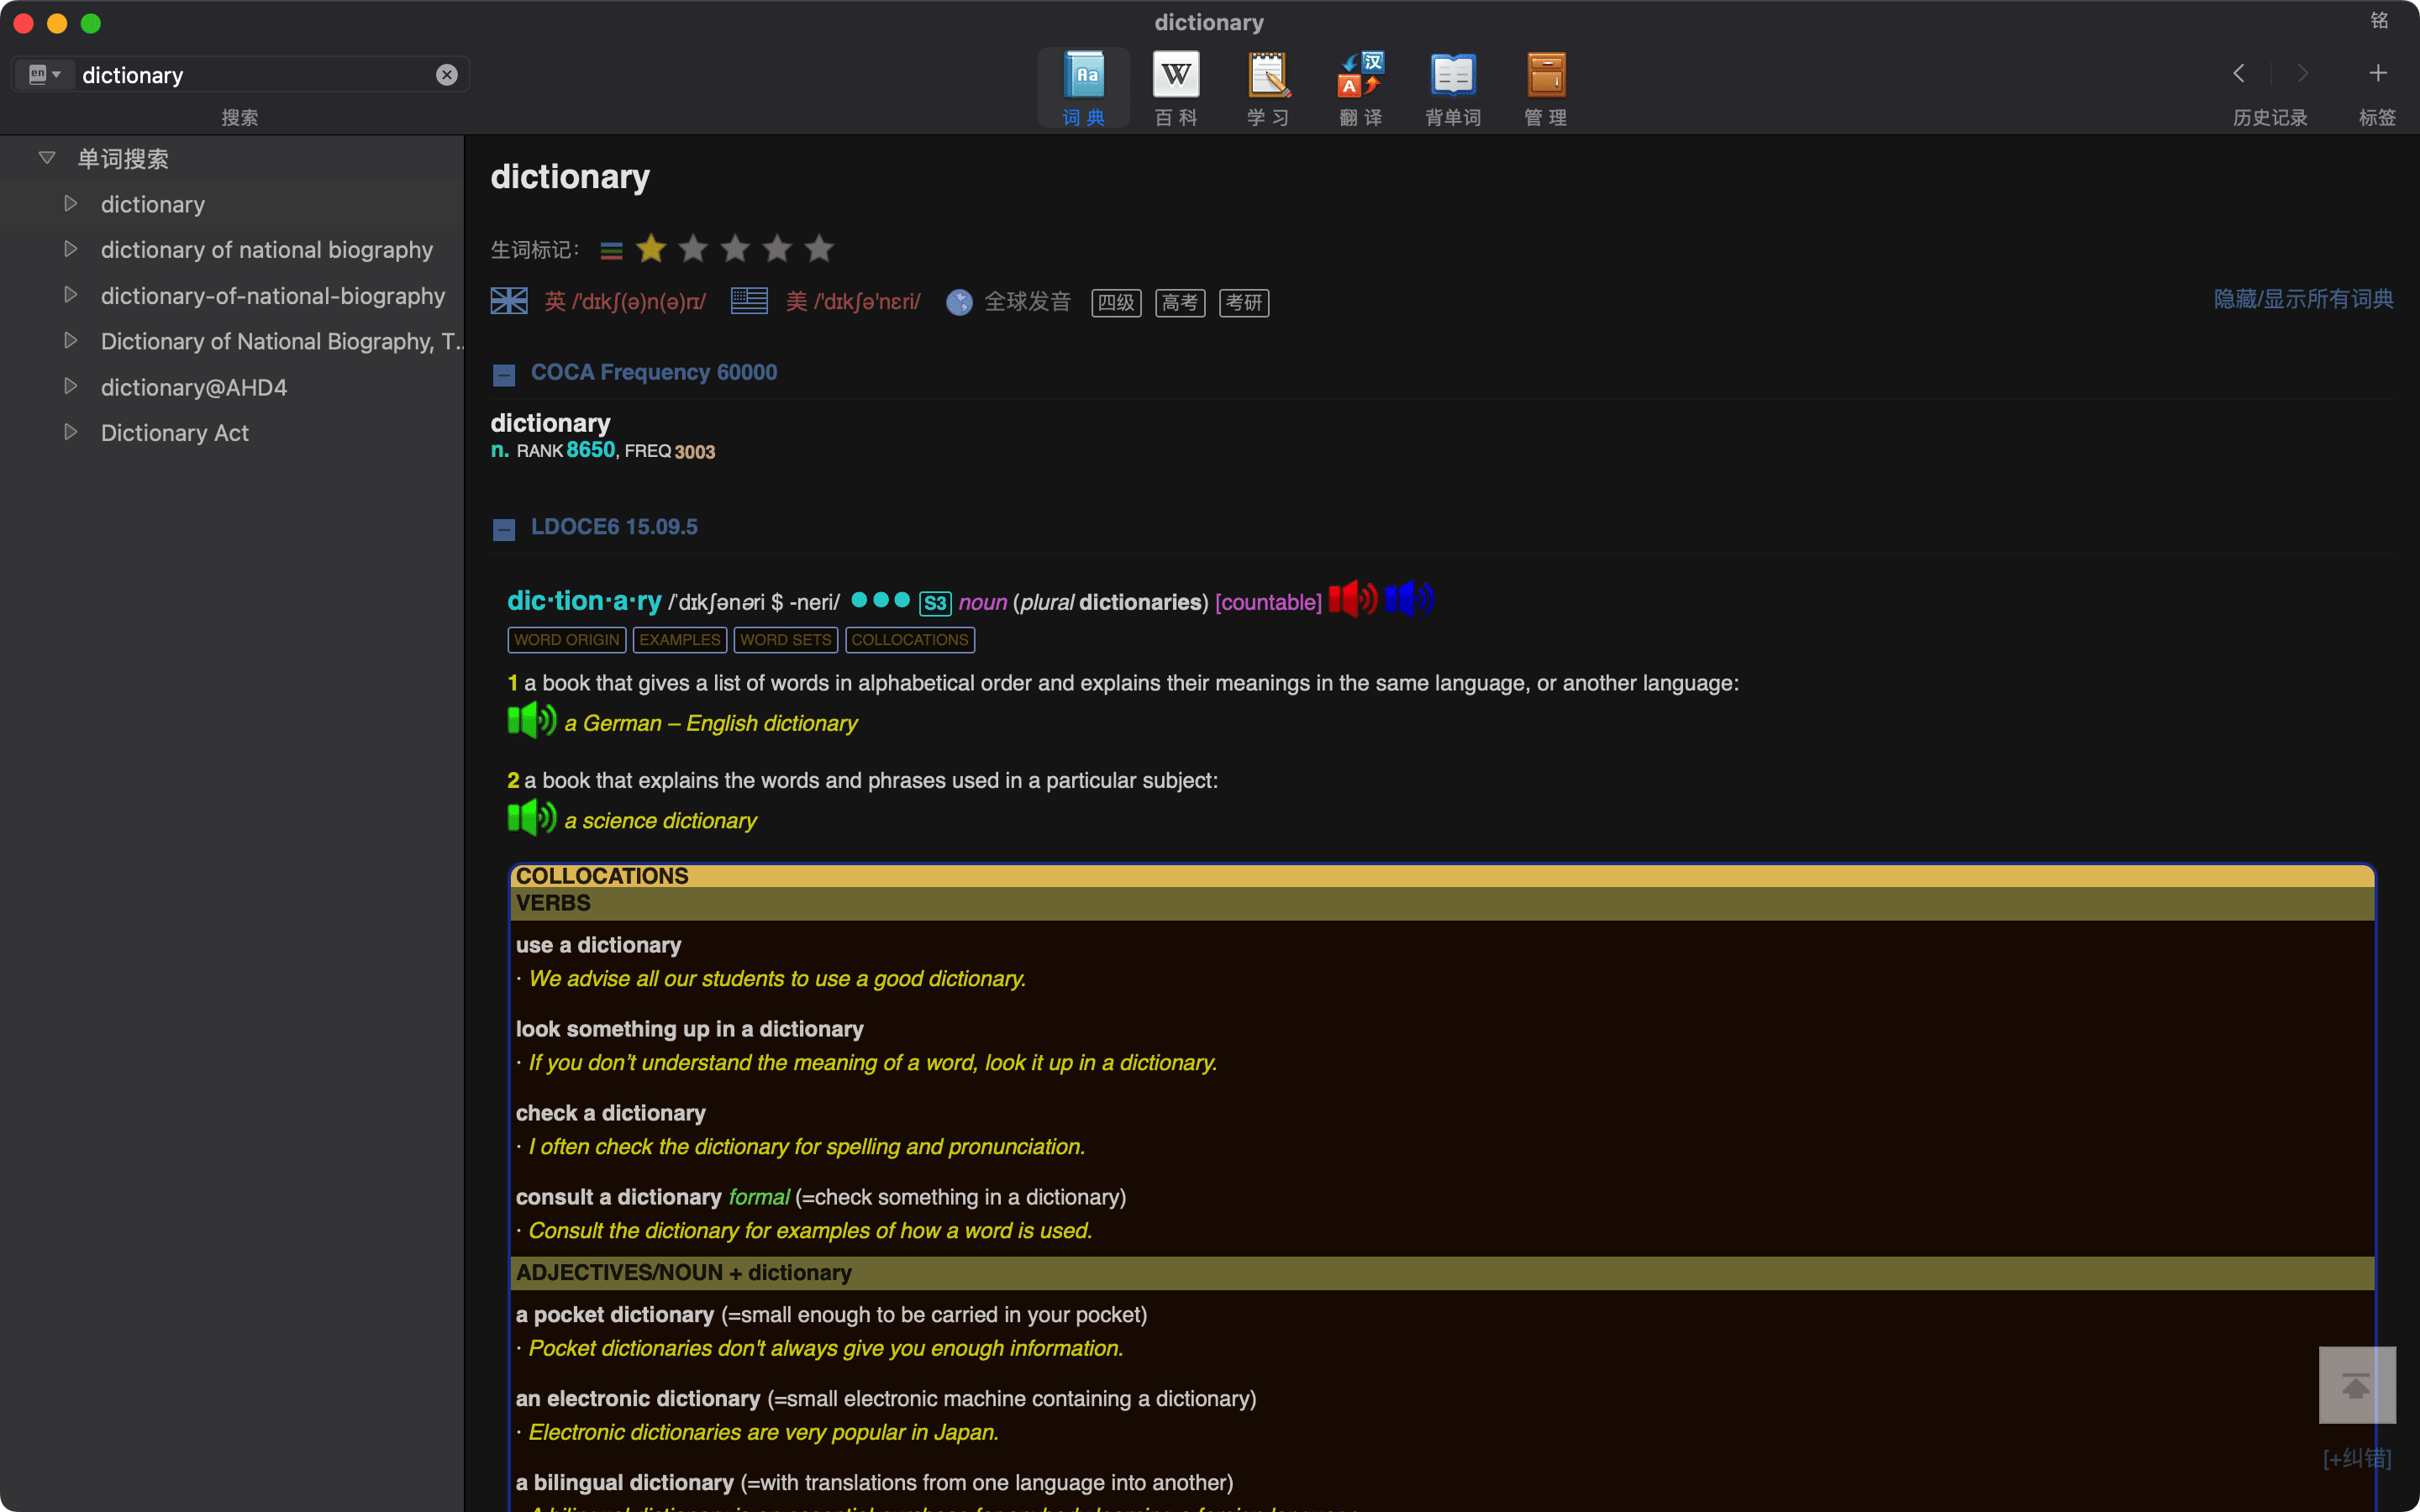 dictionary
铭
en
dictionary
搜索
Aa
词典
W
百科
学习
汉
A
翻译
背单词
管理
历史记录
标签
单词搜索
dictionary
dictionary of national biography
dictionary-of-national-biography
Dictionary of National Biography, T..
dictionary@AHD4
Dictionary Act
dictionary
生词标记：
英 /'dɪkʃ(ə)n(ə)rɪ/ 美 /'dɪkʃə'nɛri/ 全球发音 四级 高考 考研
隐藏/显示所有词典
COCA Frequency 60000
dictionary
n. RANK 8650, FREQ 3003
LDOCE6 15.09.5
dic·tion·a·ry /ˈdɪkʃənəri $ -neri/ ●●● S3 noun (plural dictionaries) [countable]
WORD ORIGIN EXAMPLES WORD SETS COLLOCATIONS
1 a book that gives a list of words in alphabetical order and explains their meanings in the same language, or another language:
a German – English dictionary
2 a book that explains the words and phrases used in a particular subject:
a science dictionary
COLLOCATIONS
VERBS
use a dictionary
· We advise all our students to use a good dictionary.
look something up in a dictionary
· If you don’t understand the meaning of a word, look it up in a dictionary.
check a dictionary
· I often check the dictionary for spelling and pronunciation.
consult a dictionary formal (=check something in a dictionary)
· Consult the dictionary for examples of how a word is used.
ADJECTIVES/NOUN + dictionary
a pocket dictionary (=small enough to be carried in your pocket)
· Pocket dictionaries don't always give you enough information.
an electronic dictionary (=small electronic machine containing a dictionary)
· Electronic dictionaries are very popular in Japan.
[+纠错]
a bilingual dictionary (=with translations from one language into another)